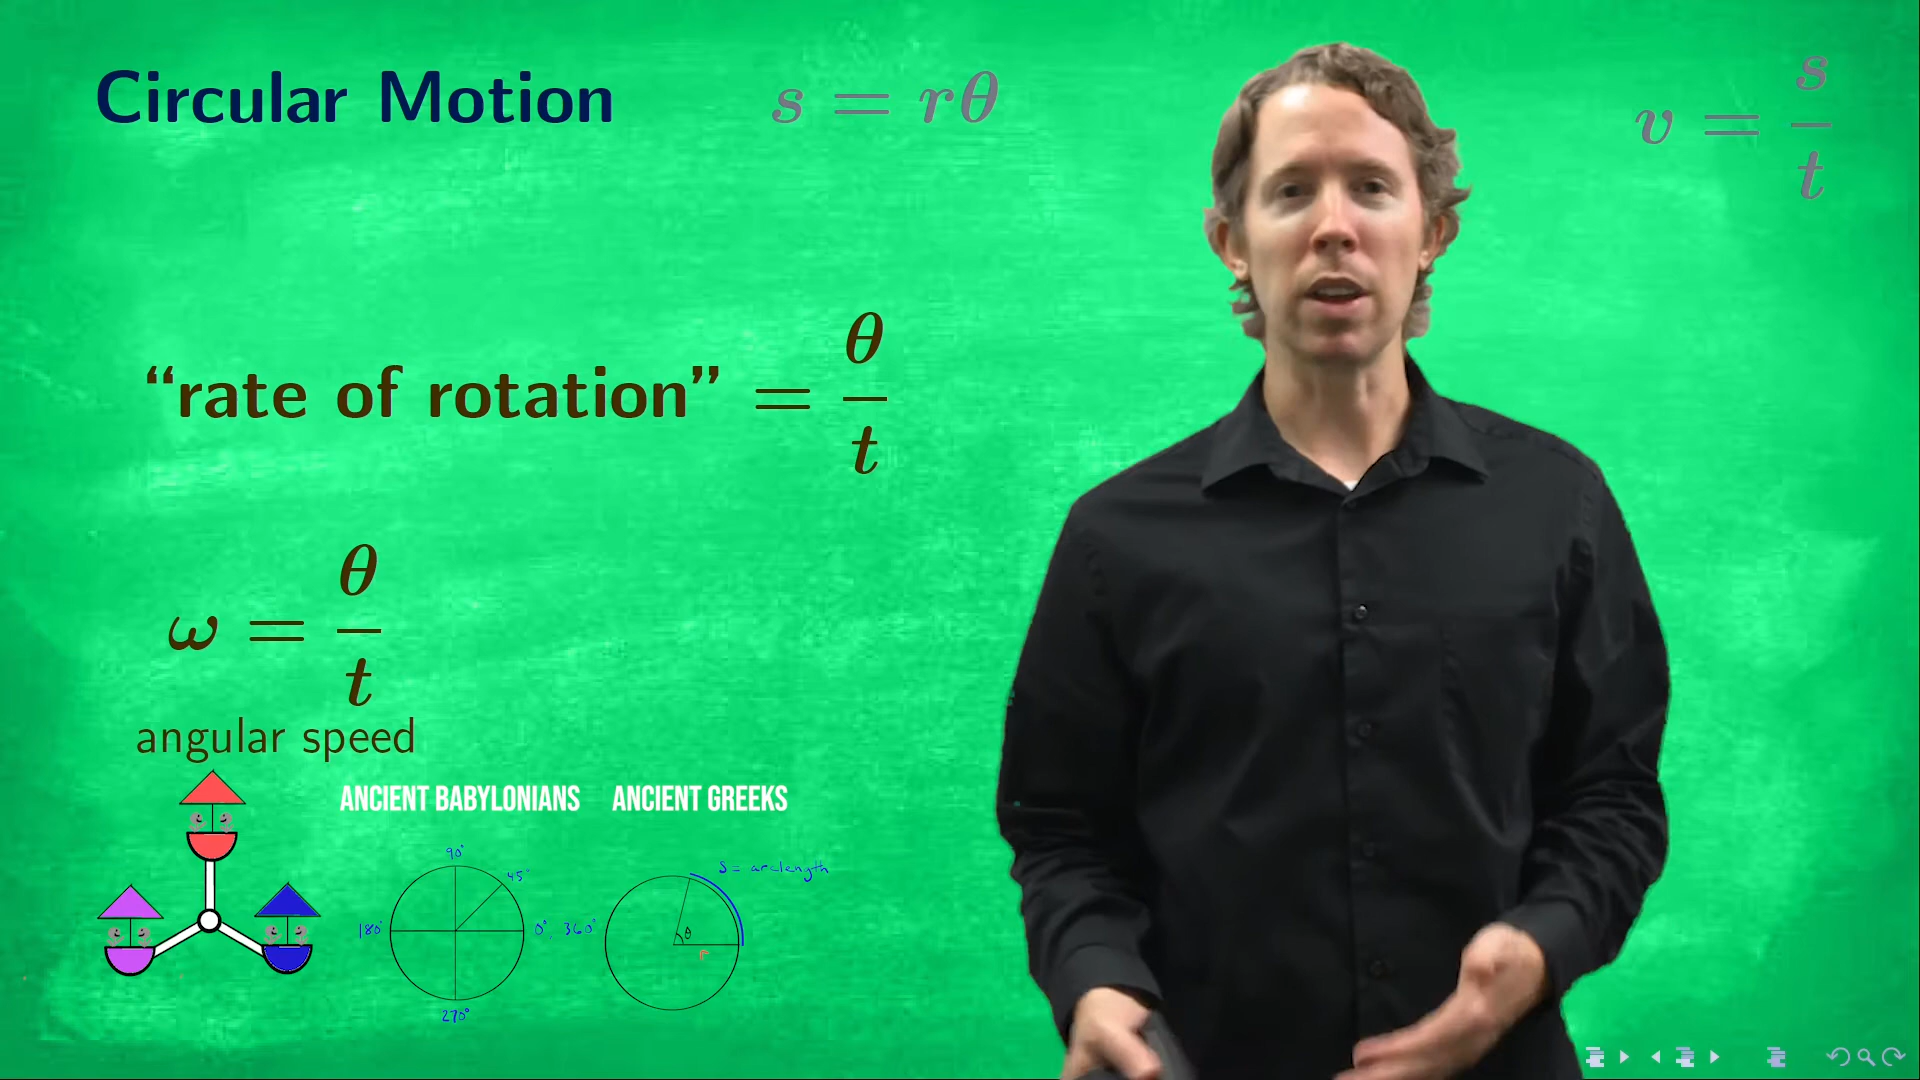 Circular Motion
s = rθ
v = s/t
“rate of rotation” = θ/t
ω = θ/t
angular speed
ANCIENT BABYLONIANS
ANCIENT GREEKS
90°
45°
180°
0°, 360°
270°
s = arclength
θ
r